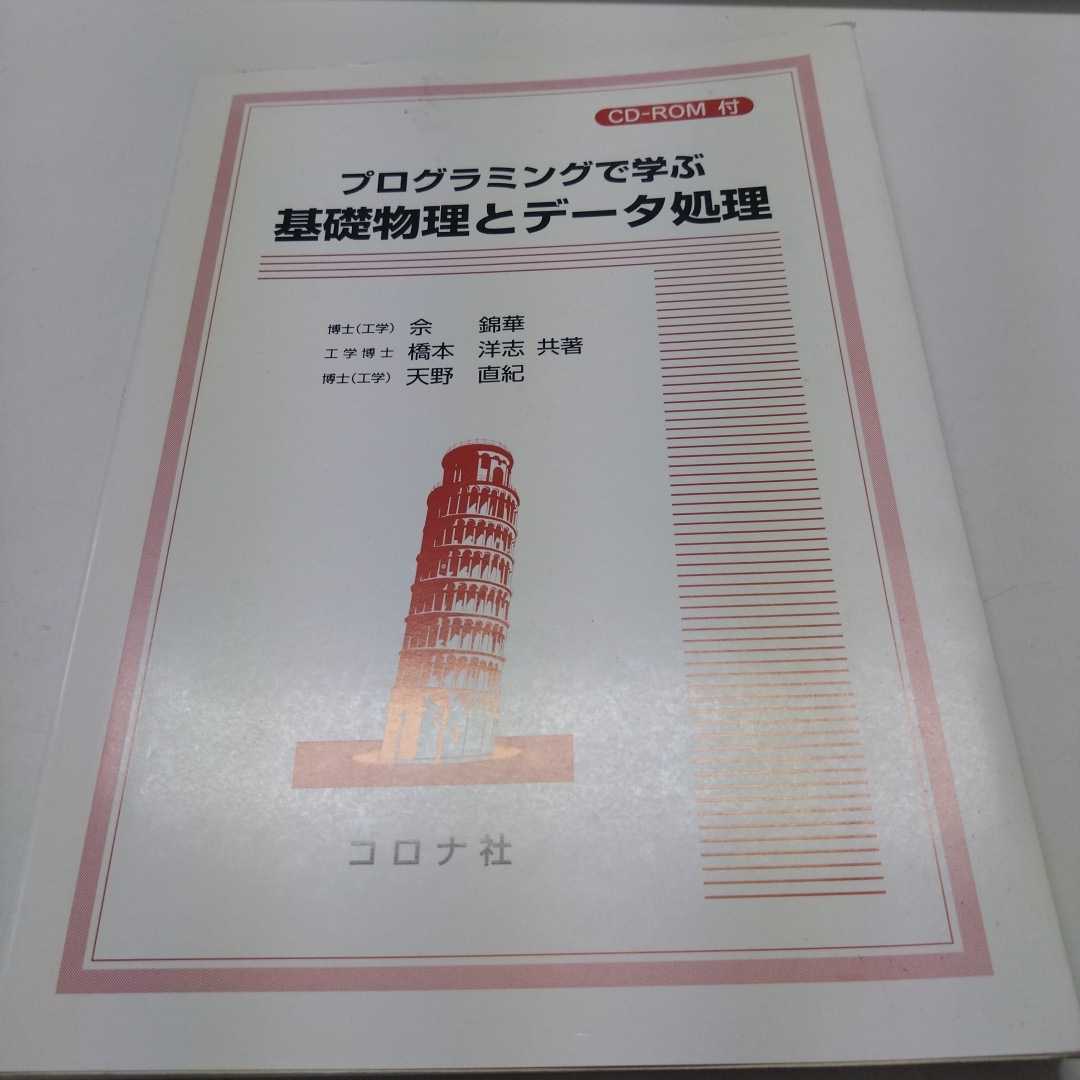 CD-ROM 付
プログラミングで学ぶ
基礎物理とデータ処理
博士(工学) 佘 錦華
工学博士 橋本 洋志 共著
博士(工学) 天野 直紀
コロナ社